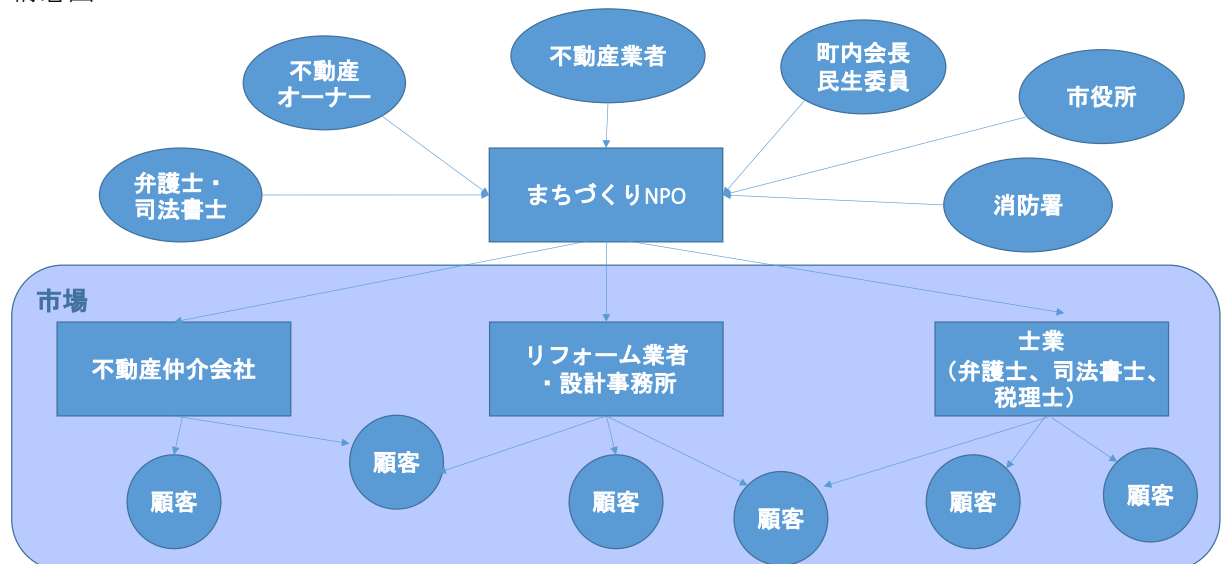 不動産業者
町内会長
民生委員
不動産
オーナー
市役所
弁護士・
司法書士
まちづくりNPO
消防署
市場
不動産仲介会社
リフォーム業者
・設計事務所
士業
（弁護士、司法書士、
税理士）
顧客
顧客
顧客
顧客
顧客
顧客